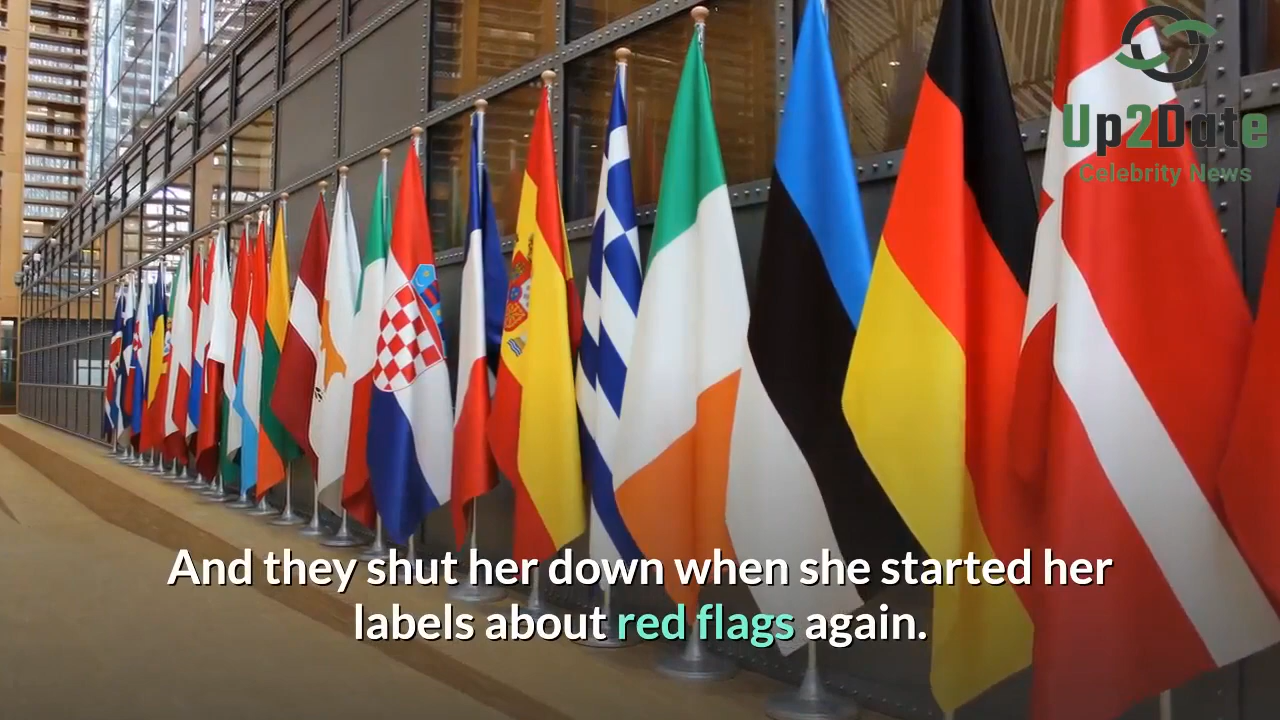 Up2Date
Celebrity News
And they shut her down when she started her
labels about red flags again.